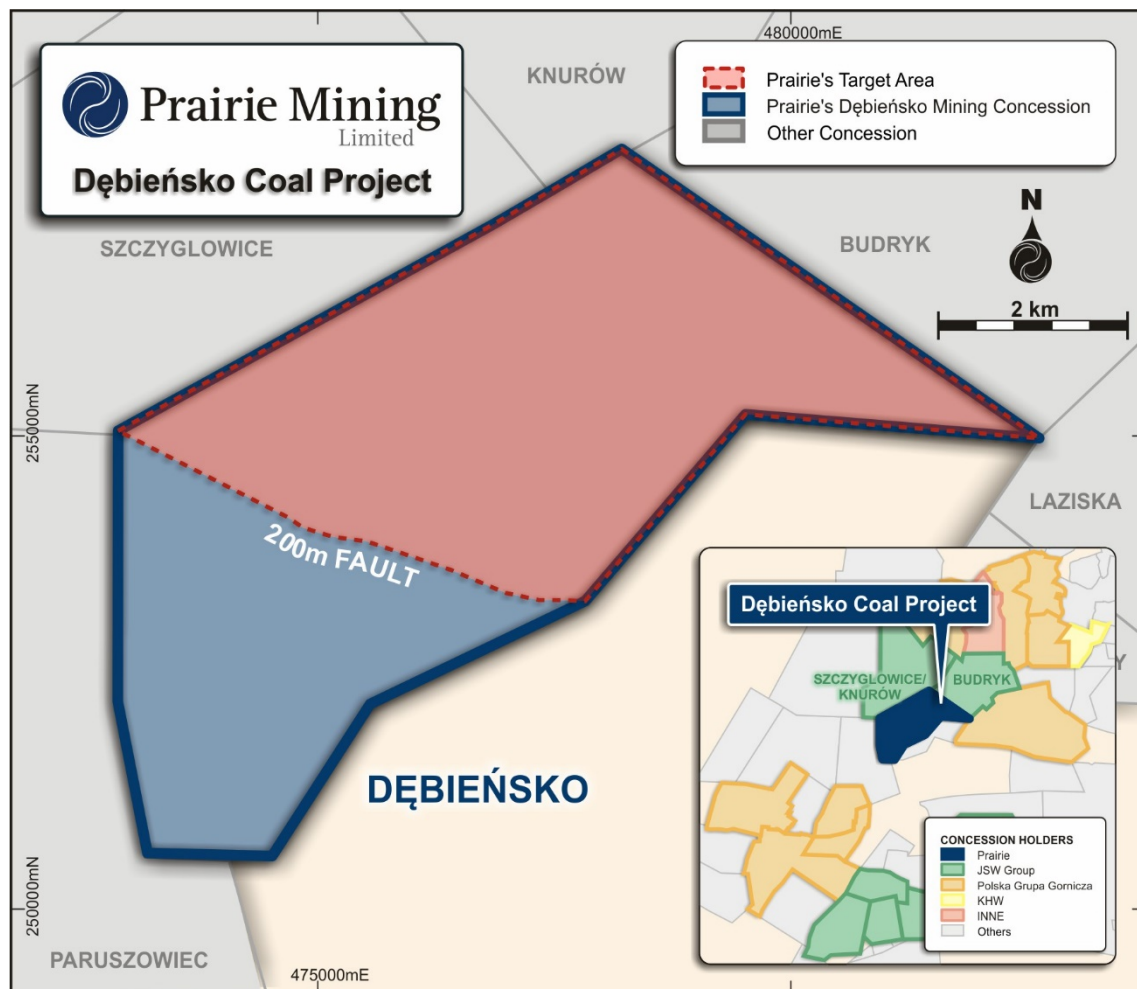 480000mE
KNURÓW
Prairie Mining
Limited
Dębieńsko Coal Project
Prairie's Target Area
Prairie's Dębieńsko Mining Concession
Other Concession
N
SZCZYGLOWICE
BUDRYK
2 km
255000mN
LAZISKA
200m FAULT
Dębieńsko Coal Project
SZCZYGLOWICE/
KNURÓW
BUDRYK
Y
DĘBIEŃSKO
CONCESSION HOLDERS
Prairie
JSW Group
Polska Grupa Gornicza
KHW
INNE
Others
250000mN
PARUSZOWIEC
475000mE